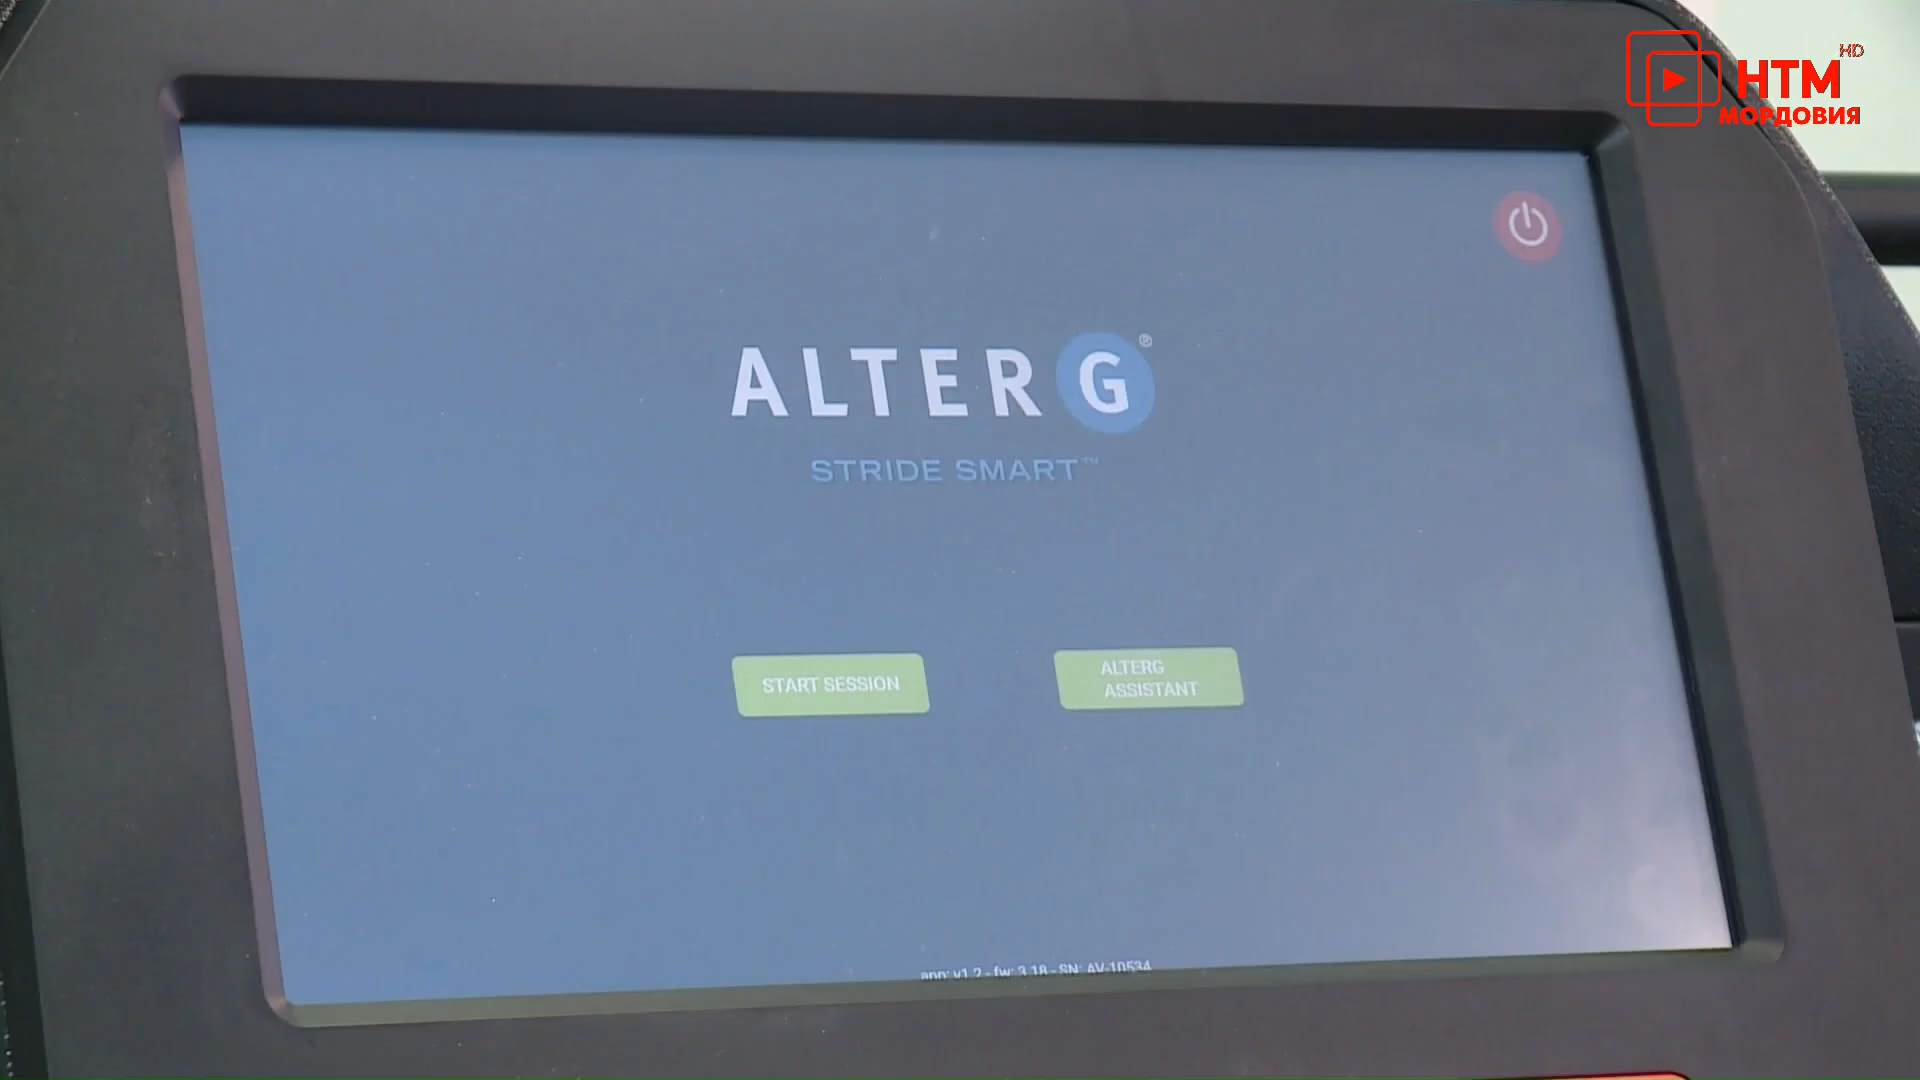 HD
НТМ
МОРДОВИЯ
ALTER G®
STRIDE SMART™
START SESSION
ALTERG
ASSISTANT
app: v1.2 - fw: 3.18 - SN: AV-10534